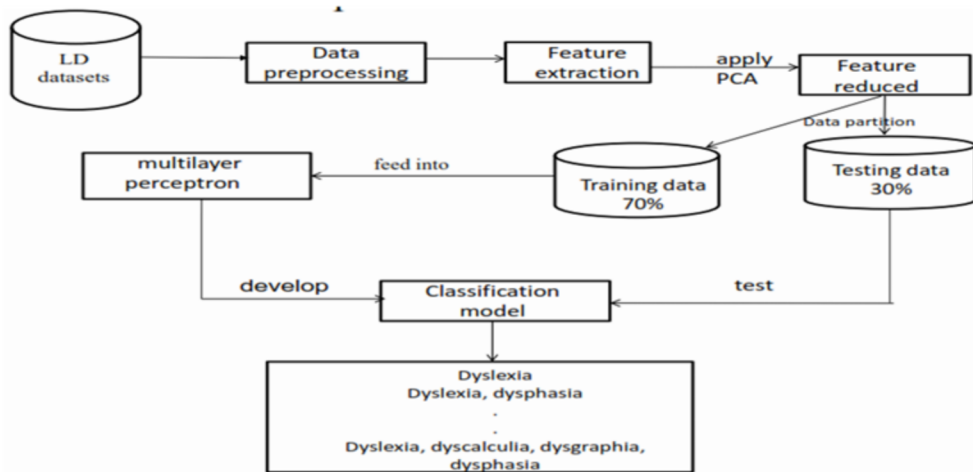 LD
datasets
Data
preprocessing
Feature
extraction
apply
PCA
Feature
reduced
Data partition
multilayer
perceptron
feed into
Training data
70%
Testing data
30%
develop
Classification
model
test
Dyslexia
Dyslexia, dysphasia
.
.
Dyslexia, dyscalculia, dysgraphia,
dysphasia